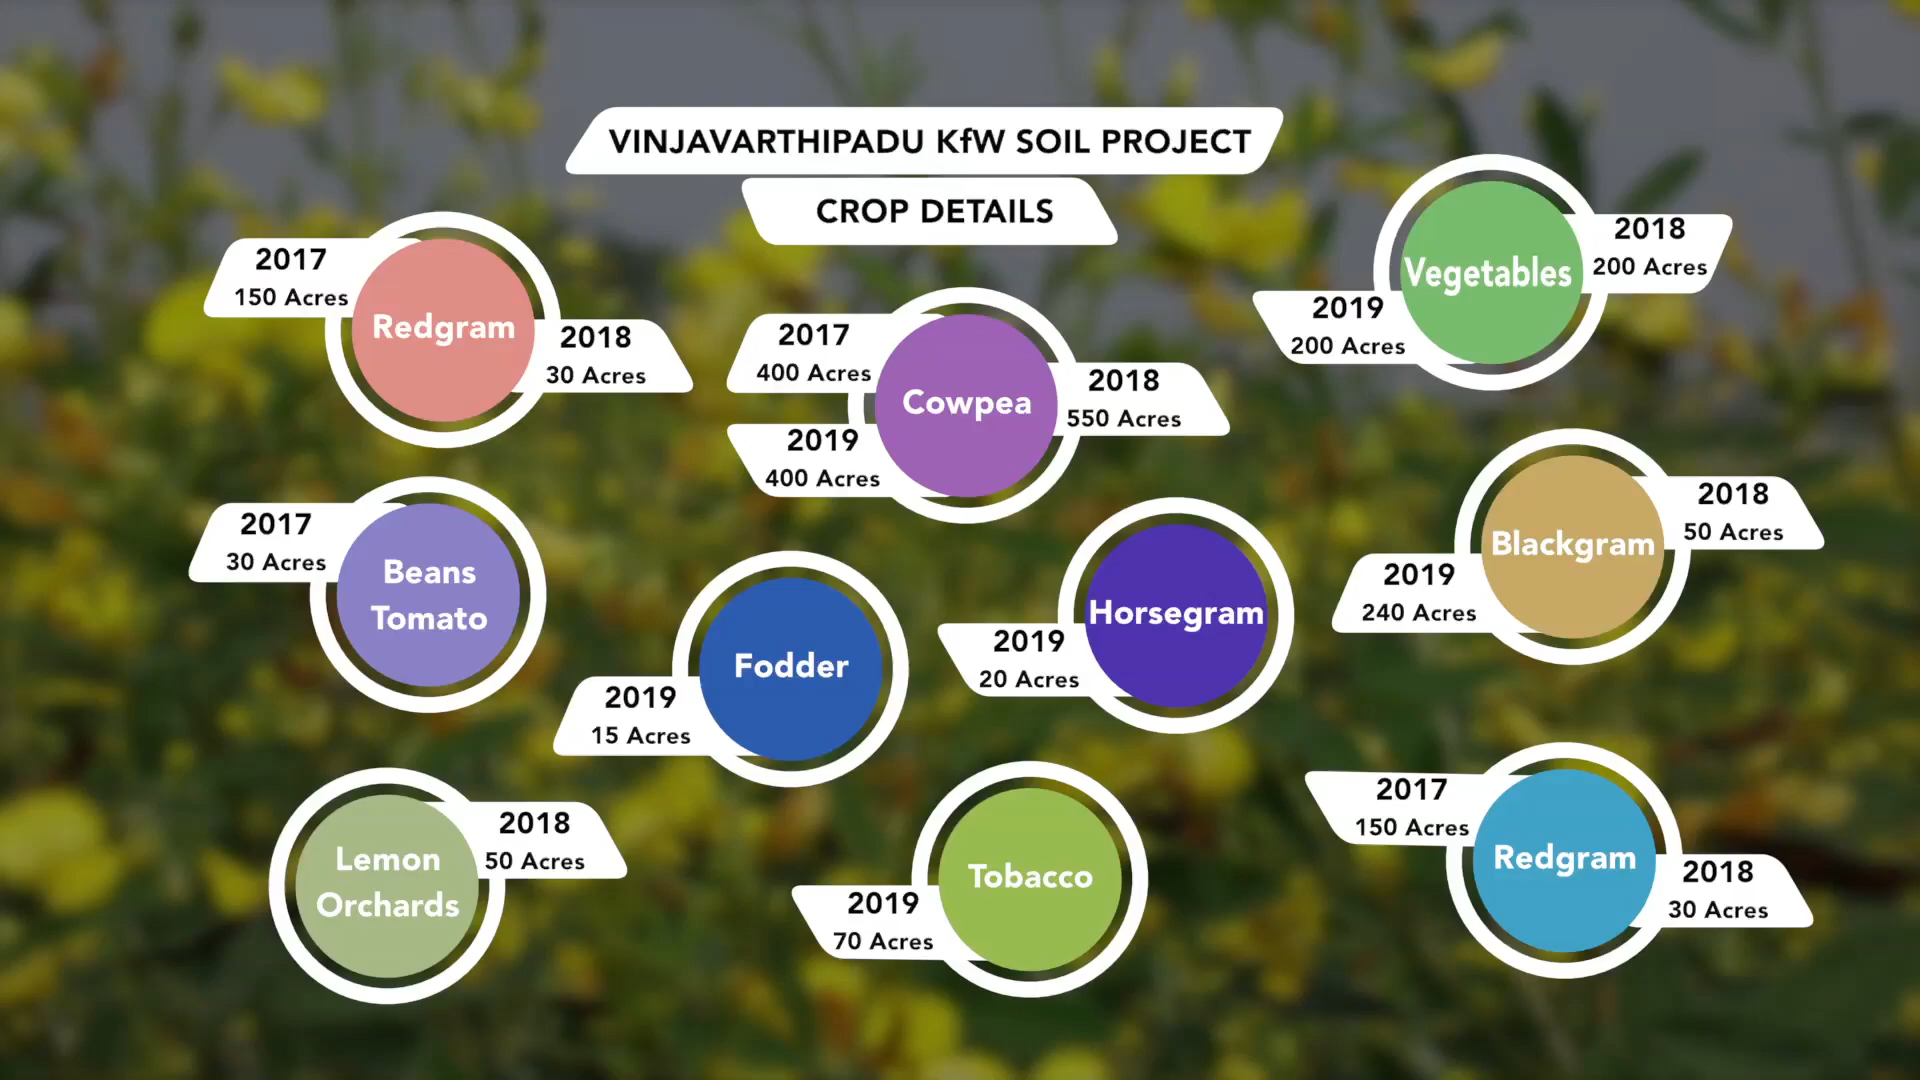 VINJAVARTHIPADU KfW SOIL PROJECT
CROP DETAILS
2017
150 Acres
Redgram
2018
30 Acres
2017
400 Acres
Cowpea
2018
550 Acres
2019
400 Acres
Vegetables
2018
200 Acres
2019
200 Acres
2017
30 Acres
Beans
Tomato
Fodder
2019
15 Acres
Horsegram
2019
20 Acres
Blackgram
2018
50 Acres
2019
240 Acres
Lemon
Orchards
2018
50 Acres
Tobacco
2019
70 Acres
2017
150 Acres
Redgram
2018
30 Acres